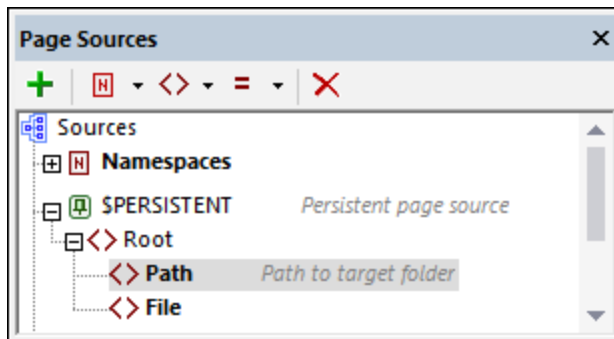 Page Sources
Sources
Namespaces
$PERSISTENT Persistent page source
Root
Path Path to target folder
File